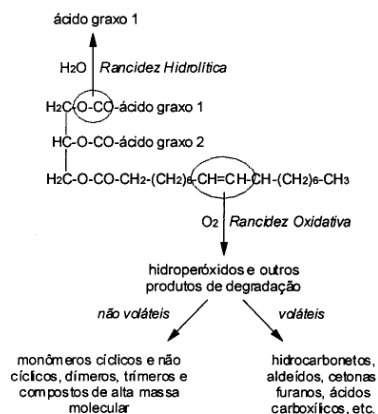 ácido graxo 1
H2O Rancidez Hidrolítica
H2C-O-CO-ácido graxo 1
HC-O-CO-ácido graxo 2
H2C-O-CO-CH2-(CH2)6-CH=CH-CH-(CH2)6-CH3
O2 Rancidez Oxidativa
hidroperóxidos e outros
produtos de degradação
não voláteis
voláteis
monômeros cíclicos e não
cíclicos, dímeros, trímeros e
compostos de alta massa
molecular
hidrocarbonetos,
aldeídos, cetonas
furanos, ácidos
carboxílicos, etc.